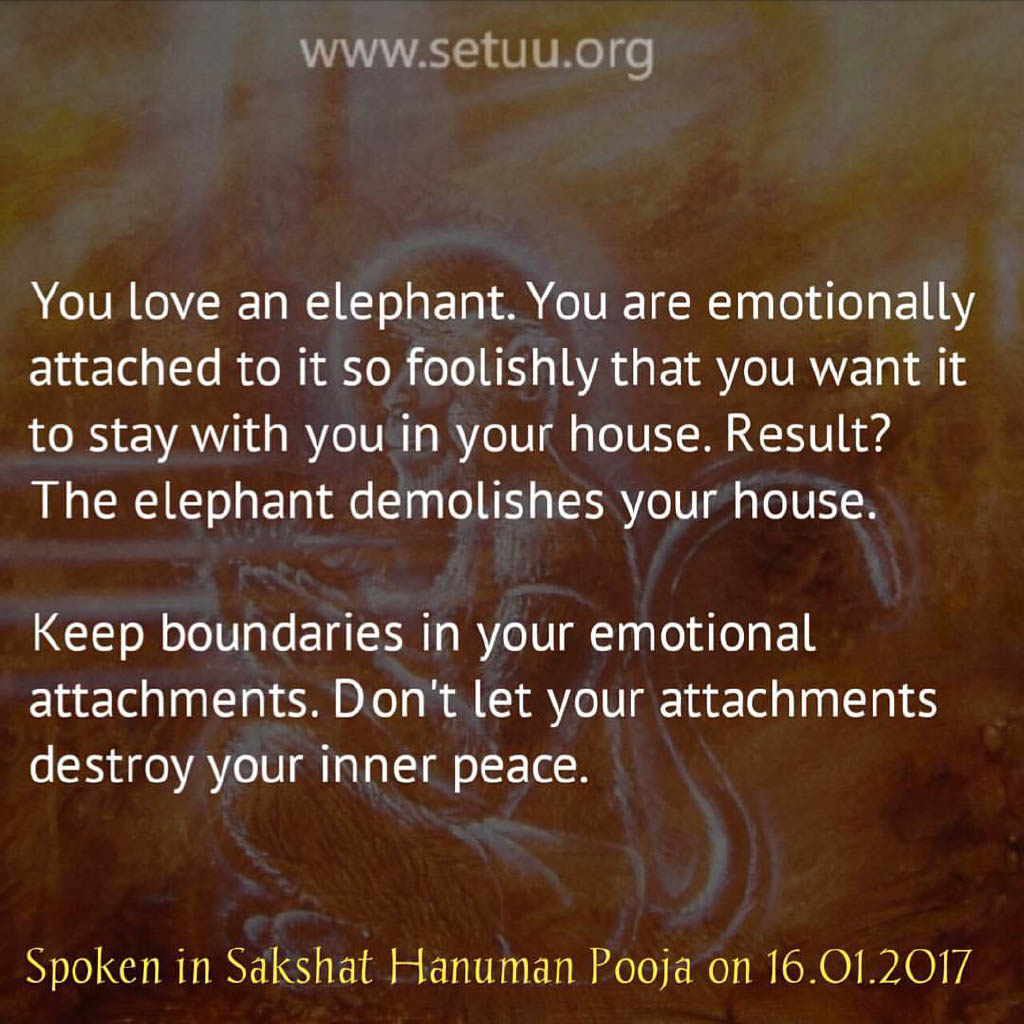 www.setuu.org
You love an elephant. You are emotionally
attached to it so foolishly that you want it
to stay with you in your house. Result?
The elephant demolishes your house.
Keep boundaries in your emotional
attachments. Don't let your attachments
destroy your inner peace.
Spoken in Sakshat Hanuman Pooja on 16.01.2017